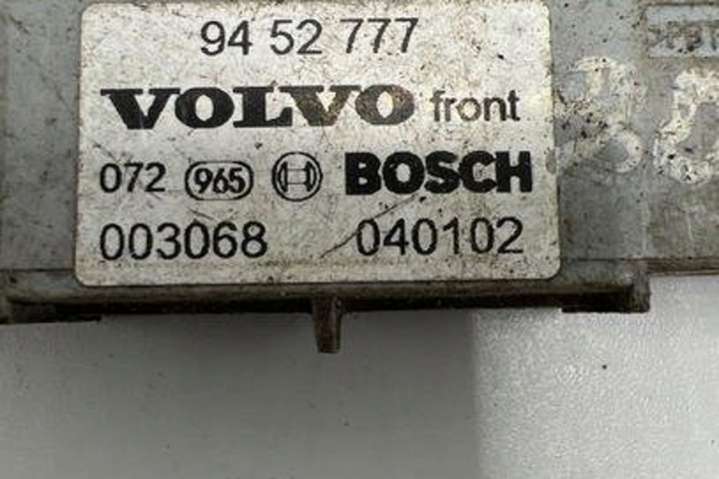 94 52 777
VOLVO front
072 965 BOSCH
003068 040102